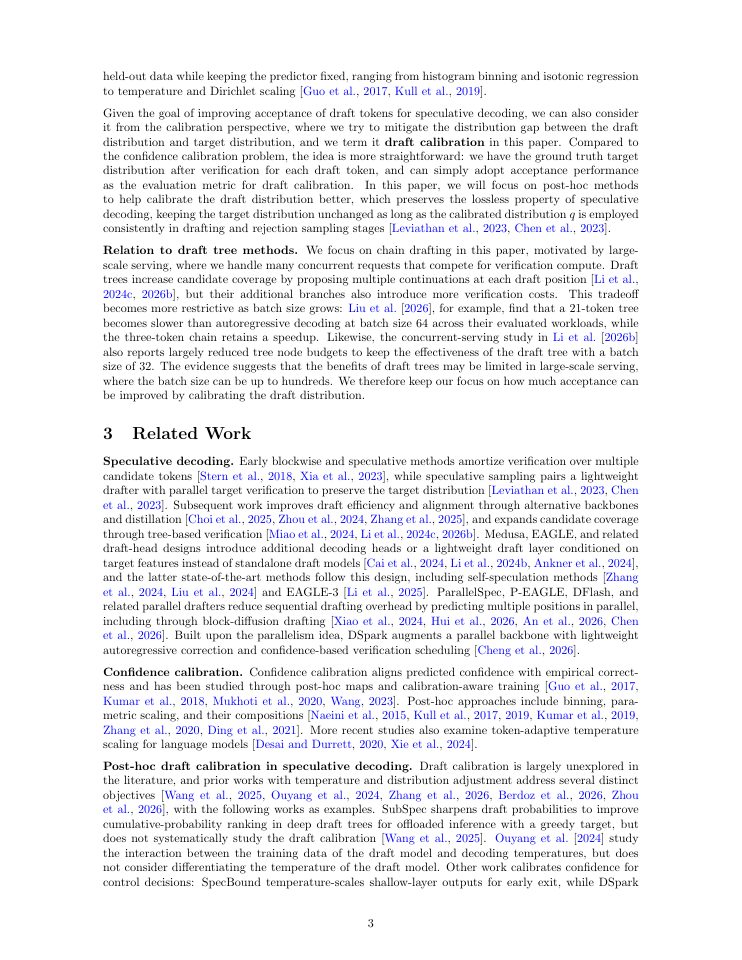 held-out data while keeping the predictor fixed, ranging from histogram binning and isotonic regression
to temperature and Dirichlet scaling [Guo et al., 2017, Kull et al., 2019].
Given the goal of improving acceptance of draft tokens for speculative decoding, we can also consider
it from the calibration perspective, where we try to mitigate the distribution gap between the draft
distribution and target distribution, and we term it draft calibration in this paper. Compared to
the confidence calibration problem, the idea is more straightforward: we have the ground truth target
distribution after verification for each draft token, and can simply adopt acceptance performance
as the evaluation metric for draft calibration. In this paper, we will focus on post-hoc methods
to help calibrate the draft distribution better, which preserves the lossless property of speculative
decoding, keeping the target distribution unchanged as long as the calibrated distribution q is employed
consistently in drafting and rejection sampling stages [Leviathan et al., 2023, Chen et al., 2023].
Relation to draft tree methods. We focus on chain drafting in this paper, motivated by large-
scale serving, where we handle many concurrent requests that compete for verification compute. Draft
trees increase candidate coverage by proposing multiple continuations at each draft position [Li et al.,
2024c, 2026b], but their additional branches also introduce more verification costs. This tradeoff
becomes more restrictive as batch size grows: Liu et al. [2026], for example, find that a 21-token tree
becomes slower than autoregressive decoding at batch size 64 across their evaluated workloads, while
the three-token chain retains a speedup. Likewise, the concurrent-serving study in Li et al. [2026b]
also reports largely reduced tree node budgets to keep the effectiveness of the draft tree with a batch
size of 32. The evidence suggests that the benefits of draft trees may be limited in large-scale serving,
where the batch size can be up to hundreds. We therefore keep our focus on how much acceptance can
be improved by calibrating the draft distribution.
3 Related Work
Speculative decoding. Early blockwise and speculative methods amortize verification over multiple
candidate tokens [Stern et al., 2018, Xia et al., 2023], while speculative sampling pairs a lightweight
drafter with parallel target verification to preserve the target distribution [Leviathan et al., 2023, Chen
et al., 2023]. Subsequent work improves draft efficiency and alignment through alternative backbones
and distillation [Choi et al., 2025, Zhou et al., 2024, Zhang et al., 2025], and expands candidate coverage
through tree-based verification [Miao et al., 2024, Li et al., 2024c, 2026b]. Medusa, EAGLE, and related
draft-head designs introduce additional decoding heads or a lightweight draft layer conditioned on
target features instead of standalone draft models [Cai et al., 2024, Li et al., 2024b, Ankner et al., 2024],
and the latter state-of-the-art methods follow this design, including self-speculation methods [Zhang
et al., 2024, Liu et al., 2024] and EAGLE-3 [Li et al., 2025]. ParallelSpec, P-EAGLE, DFlash, and
related parallel drafters reduce sequential drafting overhead by predicting multiple positions in parallel,
including through block-diffusion drafting [Xiao et al., 2024, Hui et al., 2026, An et al., 2026, Chen
et al., 2026]. Built upon the parallelism idea, DSpark augments a parallel backbone with lightweight
autoregressive correction and confidence-based verification scheduling [Cheng et al., 2026].
Confidence calibration. Confidence calibration aligns predicted confidence with empirical correct-
ness and has been studied through post-hoc maps and calibration-aware training [Guo et al., 2017,
Kumar et al., 2018, Mukhoti et al., 2020, Wang, 2023]. Post-hoc approaches include binning, para-
metric scaling, and their compositions [Naeini et al., 2015, Kull et al., 2017, 2019, Kumar et al., 2019,
Zhang et al., 2020, Ding et al., 2021]. More recent studies also examine token-adaptive temperature
scaling for language models [Desai and Durrett, 2020, Xie et al., 2024].
Post-hoc draft calibration in speculative decoding. Draft calibration is largely unexplored in
the literature, and prior works with temperature and distribution adjustment address several distinct
objectives [Wang et al., 2025, Ouyang et al., 2024, Zhang et al., 2026, Berdoz et al., 2026, Zhou
et al., 2026], with the following works as examples. SubSpec sharpens draft probabilities to improve
cumulative-probability ranking in deep draft trees for offloaded inference with a greedy target, but
does not systematically study the draft calibration [Wang et al., 2025]. Ouyang et al. [2024] study
the interaction between the training data of the draft model and decoding temperatures, but does
not consider differentiating the temperature of the draft model. Other work calibrates confidence for
control decisions: SpecBound temperature-scales shallow-layer outputs for early exit, while DSpark
3